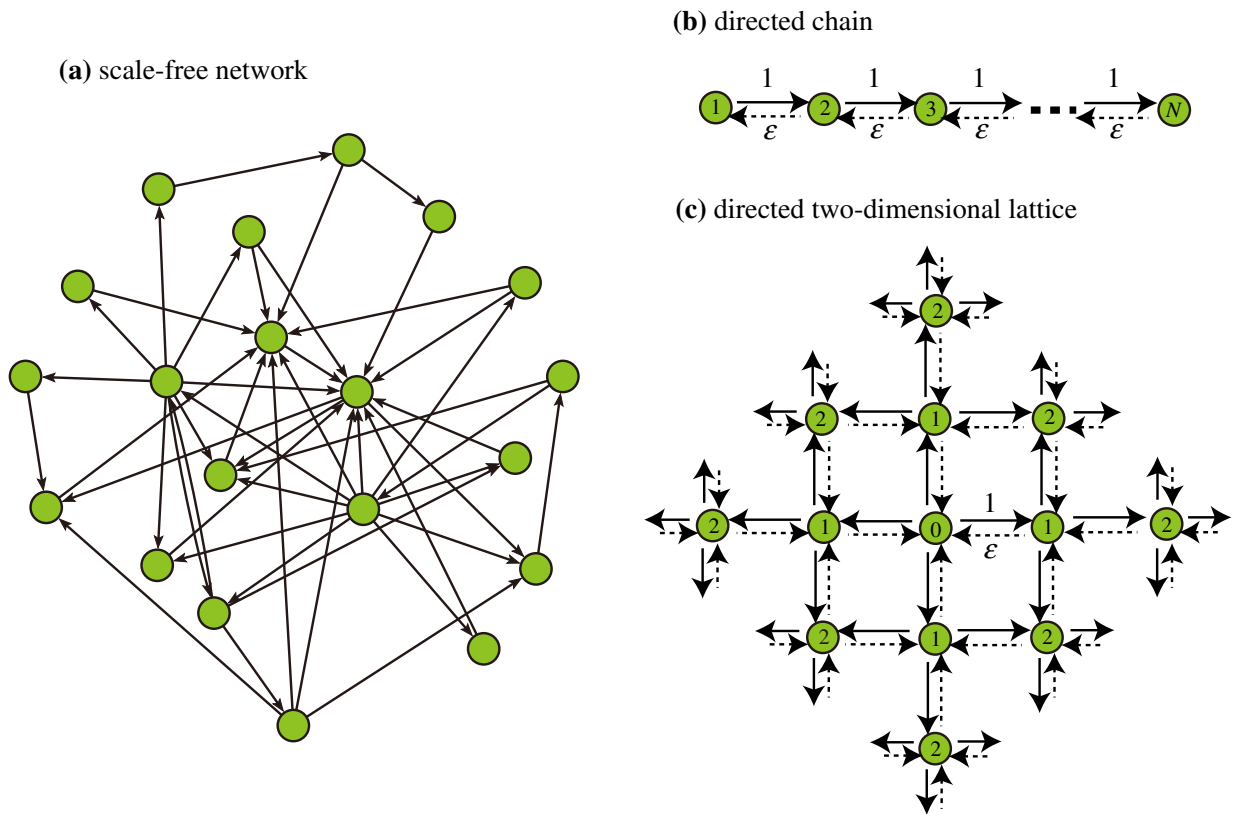 (b) directed chain
(a) scale-free network
1 1 1 1
1 2 3 N
ε ε ε ε
(c) directed two-dimensional lattice
2
2 1 2
1
2 1 0 1 2
ε
2 1 2
2